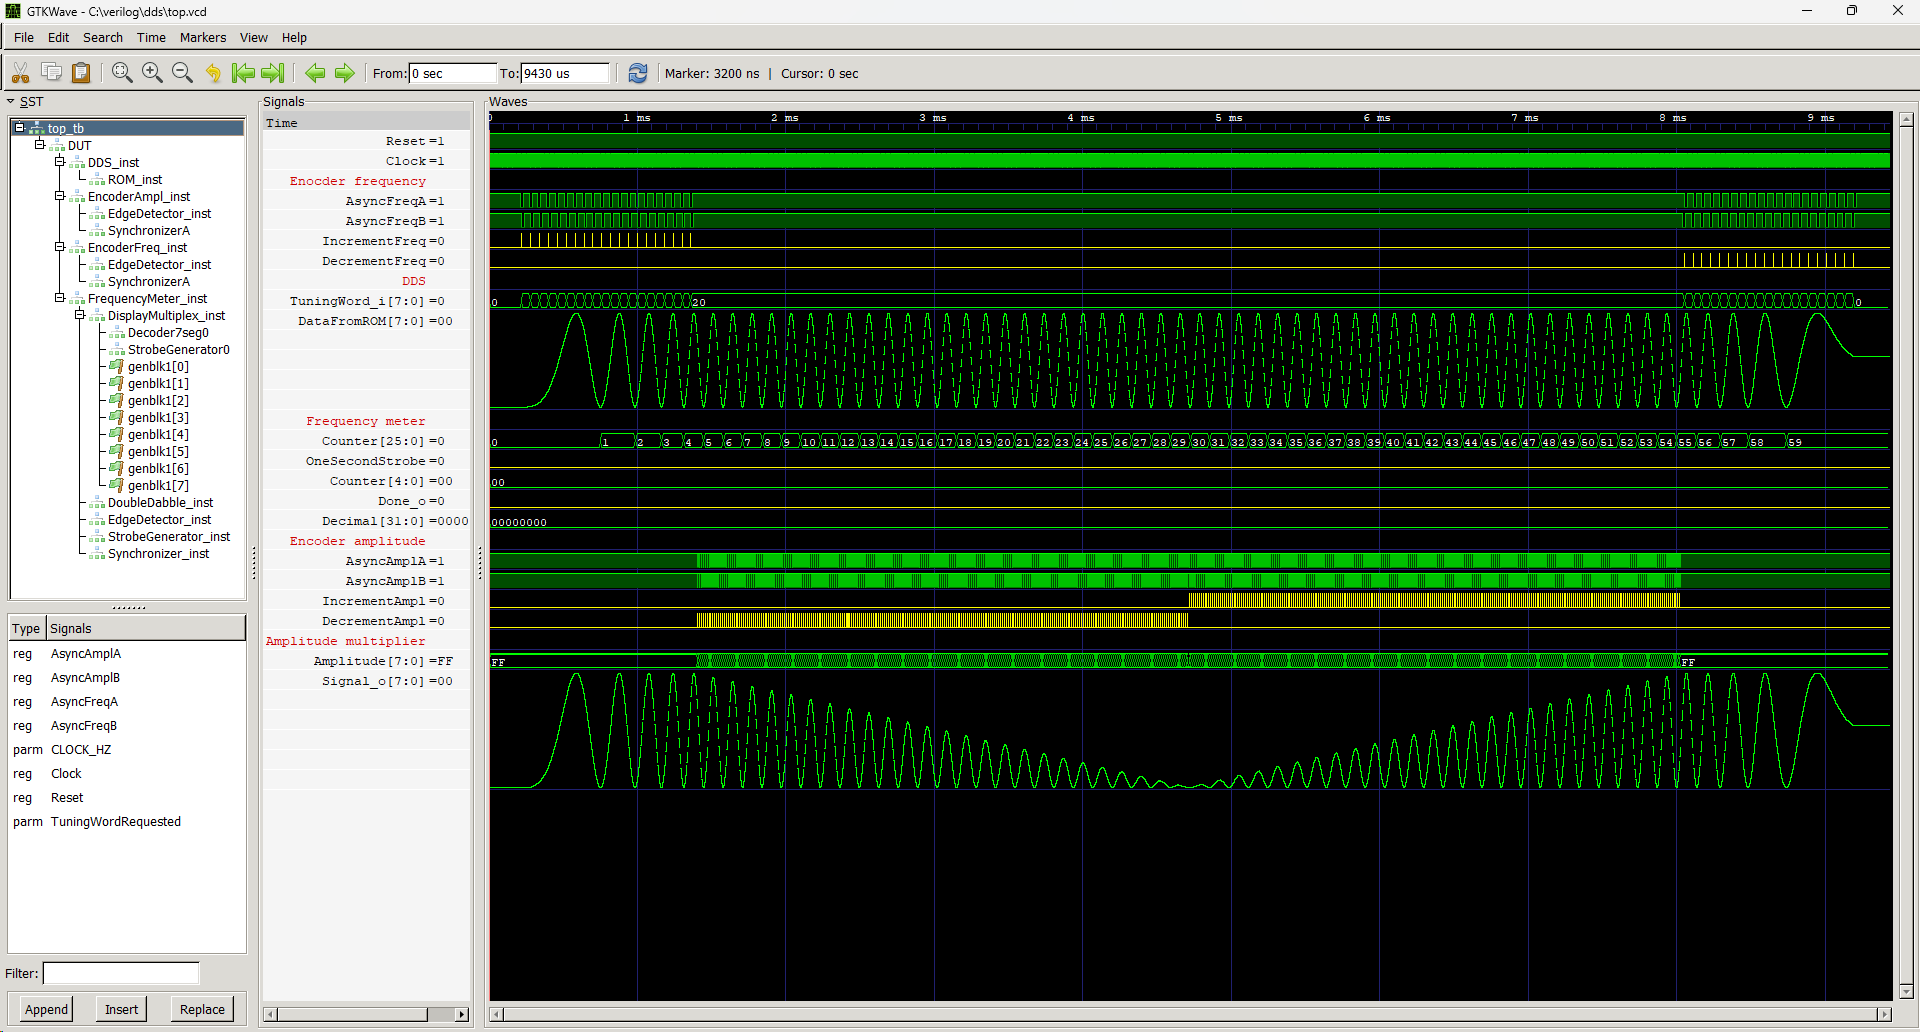 GTKWave - C:\verilog\dds\top.vcd
File Edit Search Time Markers View Help
From: 0 sec To: 9430 us Marker: 3200 ns | Cursor: 0 sec
SST
top_tb
DUT
DDS_inst
ROM_inst
EncoderAmpl_inst
EdgeDetector_inst
SynchronizerA
EncoderFreq_inst
EdgeDetector_inst
SynchronizerA
FrequencyMeter_inst
DisplayMultiplex_inst
Decoder7seg0
StrobeGenerator0
genblk1[0]
genblk1[1]
genblk1[2]
genblk1[3]
genblk1[4]
genblk1[5]
genblk1[6]
genblk1[7]
DoubleDabble_inst
EdgeDetector_inst
StrobeGenerator_inst
Synchronizer_inst
Type Signals
reg AsyncAmplA
reg AsyncAmplB
reg AsyncFreqA
reg AsyncFreqB
parm CLOCK_HZ
reg Clock
reg Reset
parm TuningWordRequested
Filter:
Append Insert Replace
Signals
Time
Reset=1
Clock=1
Enocder frequency
AsyncFreqA=1
AsyncFreqB=1
IncrementFreq=0
DecrementFreq=0
DDS
TuningWord_i[7:0]=0
DataFromROM[7:0]=00
Frequency meter
Counter[25:0]=0
OneSecondStrobe=0
Counter[4:0]=00
Done_o=0
Decimal[31:0]=0000
Encoder amplitude
AsyncAmplA=1
AsyncAmplB=1
IncrementAmpl=0
DecrementAmpl=0
Amplitude multiplier
Amplitude[7:0]=FF
Signal_o[7:0]=00
Waves
0 1 ms 2 ms 3 ms 4 ms 5 ms 6 ms 7 ms 8 ms 9 ms
0 20 0
0 1 2 3 4 5 6 7 8 9 10 11 12 13 14 15 16 17 18 19 20 21 22 23 24 25 26 27 28 29 30 31 32 33 34 35 36 37 38 39 40 41 42 43 44 45 46 47 48 49 50 51 52 53 54 55 56 57 58 59
00
00000000
FF FF